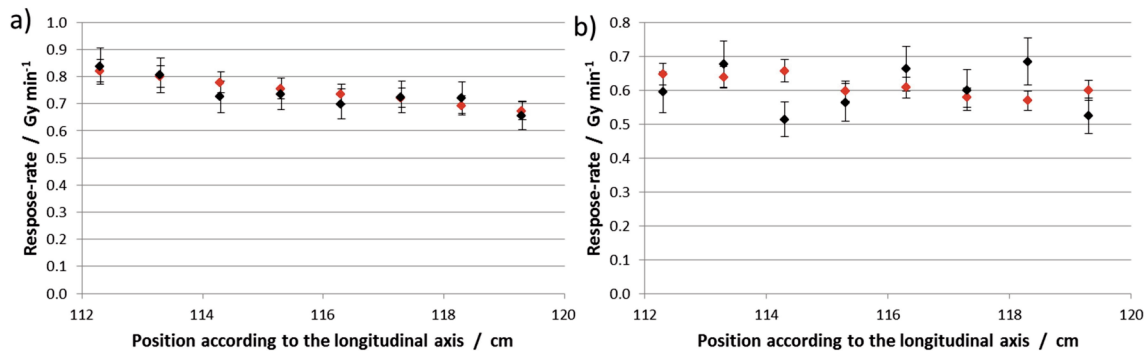 a)
1.0
0.9
0.8
0.7
0.6
0.5
0.4
0.3
0.2
0.1
0.0
Respose-rate / Gy min⁻¹
112 114 116 118 120
Position according to the longitudinal axis / cm
b)
0.8
0.7
0.6
0.5
0.4
0.3
0.2
0.1
0.0
Respose-rate / Gy min⁻¹
112 114 116 118 120
Position according to the longitudinal axis / cm